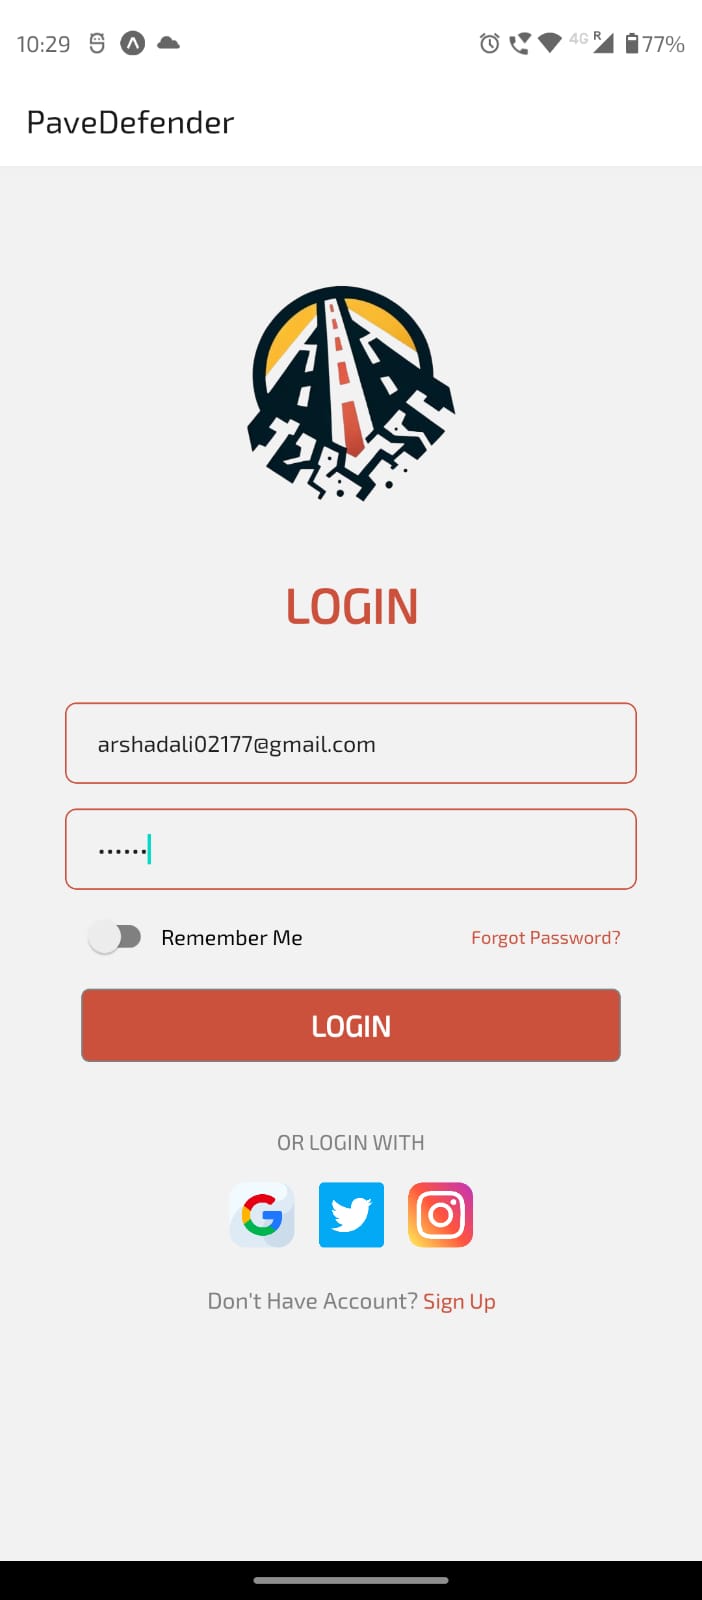 10:29 4G R 77%
PaveDefender
LOGIN
arshadali02177@gmail.com
••••••
Remember Me Forgot Password?
LOGIN
OR LOGIN WITH
Don't Have Account? Sign Up